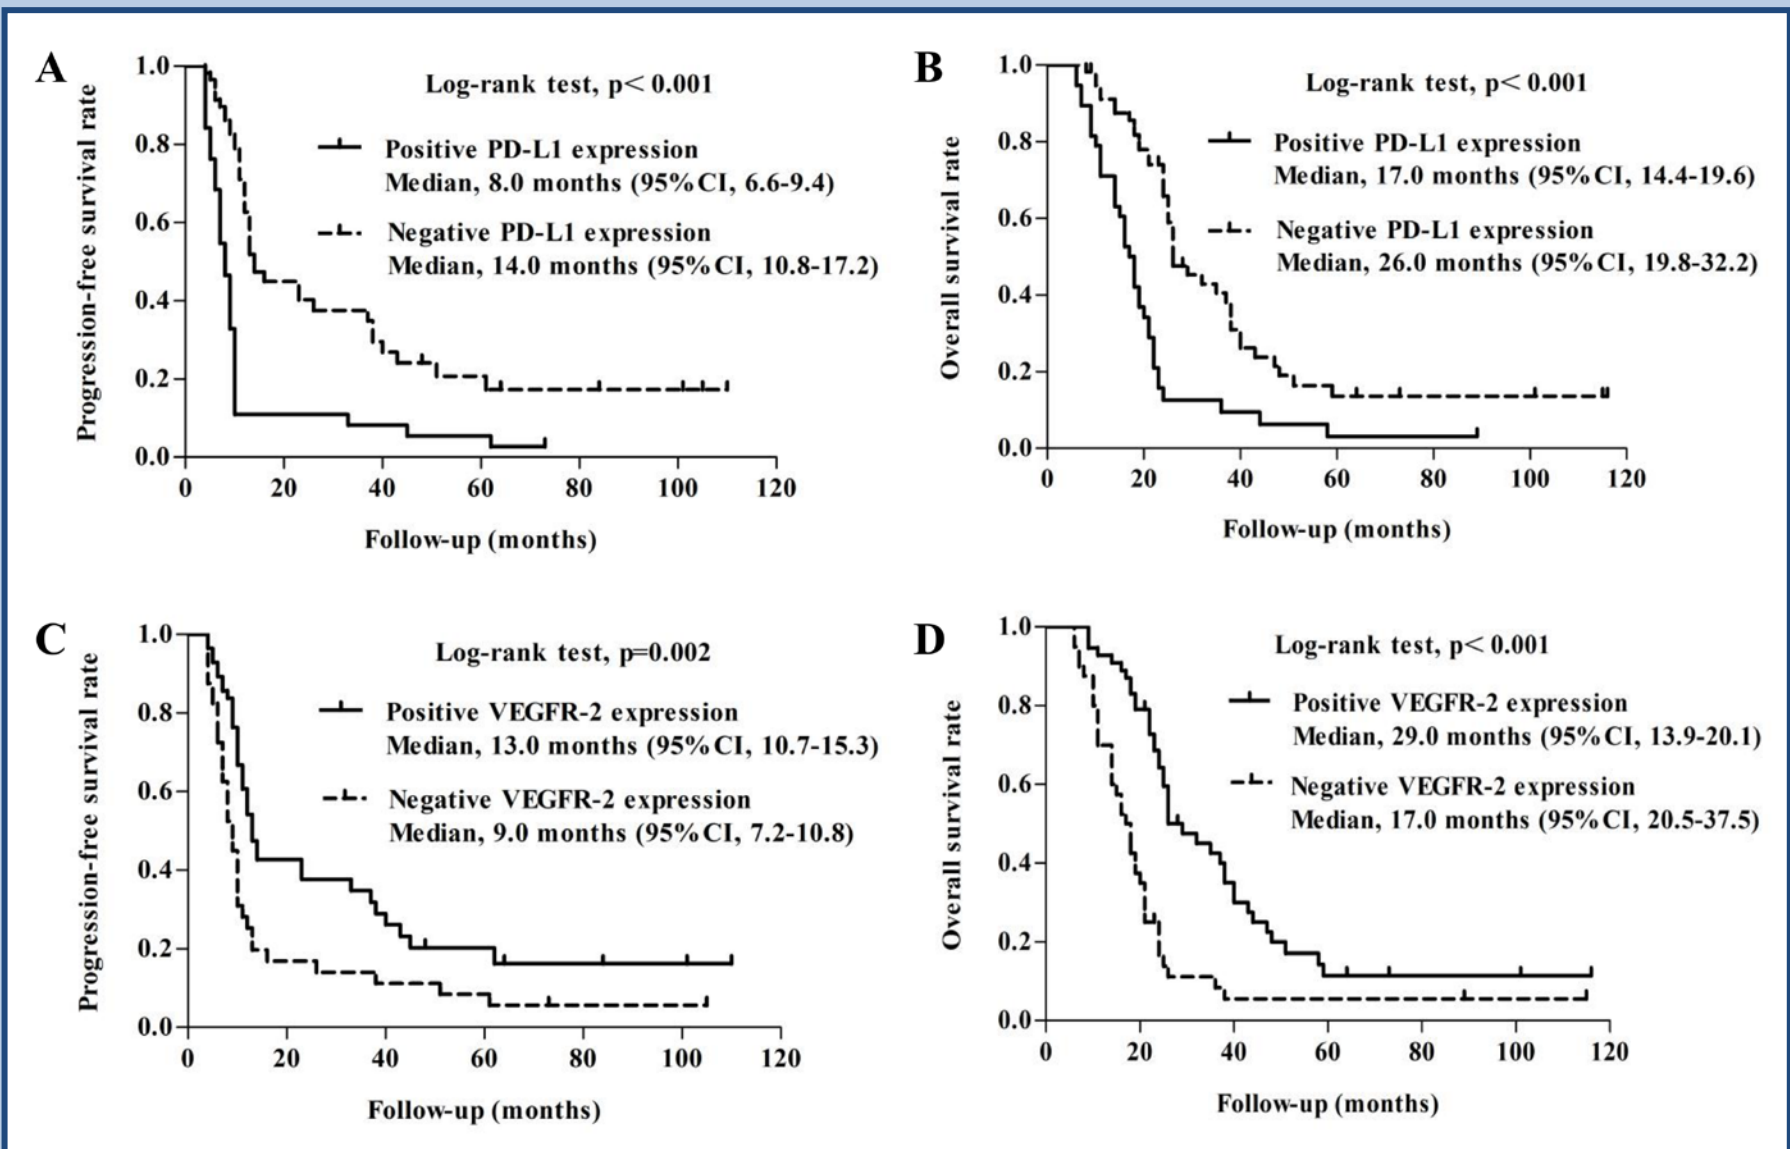 A
Progression-free survival rate
1.0
0.8
0.6
0.4
0.2
0.0
Log-rank test, p< 0.001
Positive PD-L1 expression
Median, 8.0 months (95%CI, 6.6-9.4)
Negative PD-L1 expression
Median, 14.0 months (95%CI, 10.8-17.2)
0 20 40 60 80 100 120
Follow-up (months)
B
Overall survival rate
1.0
0.8
0.6
0.4
0.2
0.0
Log-rank test, p< 0.001
Positive PD-L1 expression
Median, 17.0 months (95%CI, 14.4-19.6)
Negative PD-L1 expression
Median, 26.0 months (95%CI, 19.8-32.2)
0 20 40 60 80 100 120
Follow-up (months)
C
Progression-free survival rate
1.0
0.8
0.6
0.4
0.2
0.0
Log-rank test, p=0.002
Positive VEGFR-2 expression
Median, 13.0 months (95%CI, 10.7-15.3)
Negative VEGFR-2 expression
Median, 9.0 months (95%CI, 7.2-10.8)
0 20 40 60 80 100 120
Follow-up (months)
D
Overall survival rate
1.0
0.8
0.6
0.4
0.2
0.0
Log-rank test, p< 0.001
Positive VEGFR-2 expression
Median, 29.0 months (95%CI, 13.9-20.1)
Negative VEGFR-2 expression
Median, 17.0 months (95%CI, 20.5-37.5)
0 20 40 60 80 100 120
Follow-up (months)